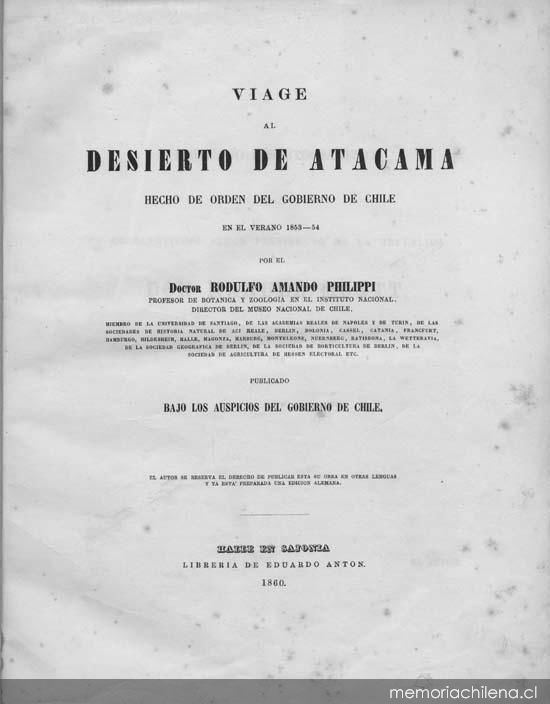 VIAGE
AL
DESIERTO DE ATACAMA
HECHO DE ORDEN DEL GOBIERNO DE CHILE
EN EL VERANO 1853—54
POR EL
DOCTOR RODULFO AMANDO PHILIPPI
PROFESOR DE BOTANICA Y ZOOLOGÍA EN EL INSTITUTO NACIONAL,
DIRECTOR DEL MUSEO NACIONAL DE CHILE,
MIEMBRO DE LA UNIVERSIDAD DE SANTIAGO, DE LAS ACADEMIAS REALES DE NAPOLES Y DE TURIN, DE LAS
SOCIEDADES DE HISTORIA NATURAL DE ACI REALE, BERLIN, BOLONIA, CASSEL, CATANIA, FRANCFURT,
HAMBURGO, HILDESHEIM, HALLE, MAGONZA, MARBURG, MONTELEONE, NUERNBERG, RATISBONA, LA WETTERAVIA,
DE LA SOCIEDAD GEOGRAFICA DE BERLIN, DE LA SOCIEDAD DE HORTICULTURA DE BERLIN, DE LA
SOCIEDAD DE AGRICULTURA DE HESSEN ELECTORAL ETC.
PUBLICADO
BAJO LOS AUSPICIOS DEL GOBIERNO DE CHILE.
EL AUTOR SE RESERVA EL DERECHO DE PUBLICAR ESTA SU OBRA EN OTRAS LENGUAS
Y YA ESTA' PREPARADA UNA EDICION ALEMANA.
HALLE EN SAJONIA
LIBRERIA DE EDUARDO ANTON.
1860.
memoriachilena.cl